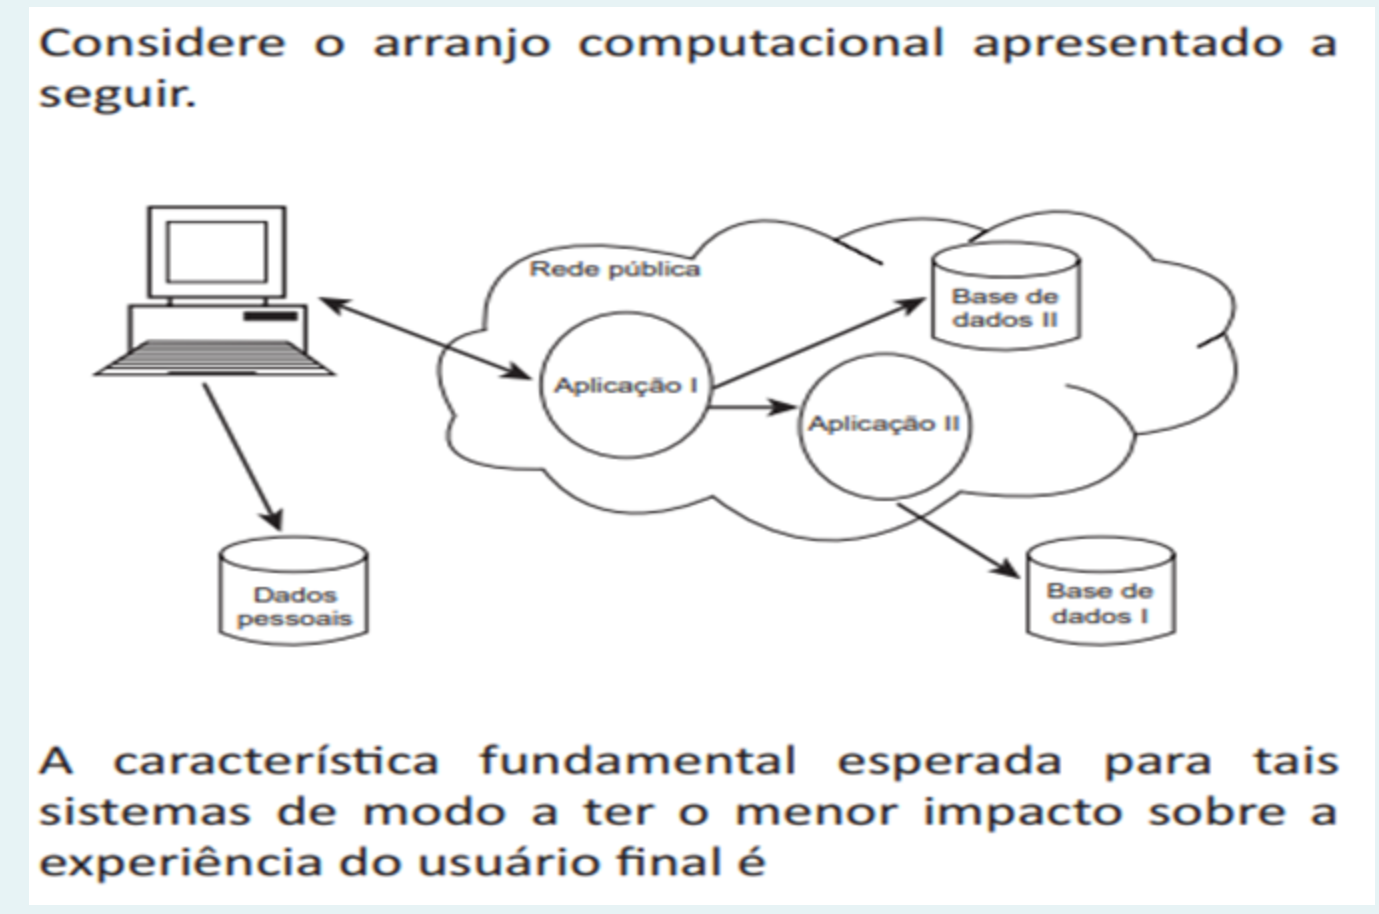 Considere o arranjo computacional apresentado a
seguir.
Rede pública
Base de
dados II
Aplicação I
Aplicação II
Dados
pessoais
Base de
dados I
A característica fundamental esperada para tais
sistemas de modo a ter o menor impacto sobre a
experiência do usuário final é